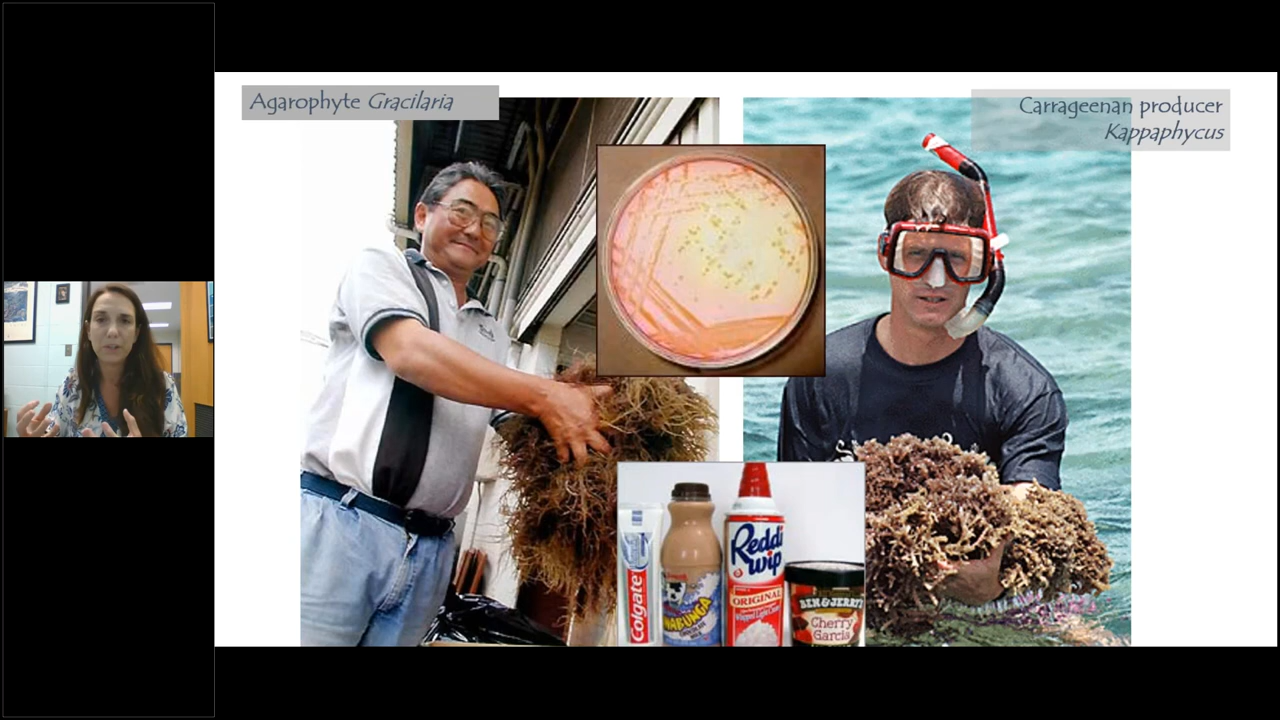 Agarophyte Gracilaria
Carrageenan producer
Kappaphycus
Colgate
Reddi
wip
ORIGINAL
BEN & JERRY'S
Cherry
Garcia